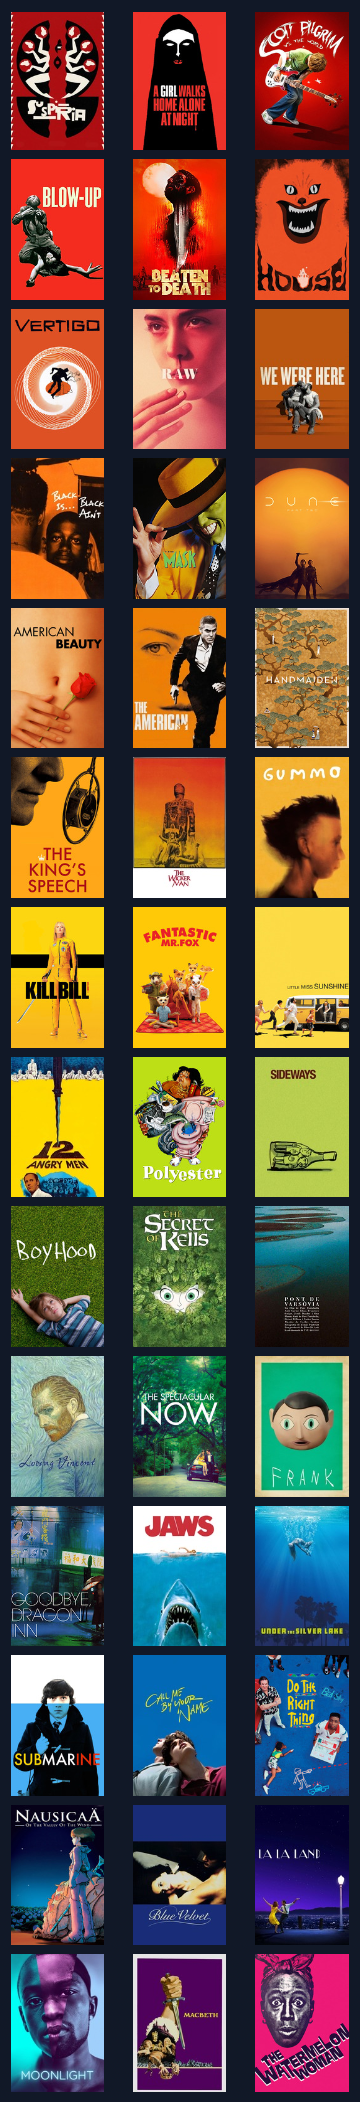 SUSPIRIA
A GIRL WALKS
HOME ALONE
AT NIGHT
SCOTT PILGRIM
VS. THE WORLD
BLOW-UP
BEATEN
TO DEATH
HOUSE
VERTIGO
RAW
WE WERE HERE
BLACK
IS...
BLACK
AIN'T
MASK
DUNE
AMERICAN
BEAUTY
THE
AMERICAN
HANDMAIDEN
THE
KING'S
SPEECH
THE
WICKER
MAN
GUMMO
KILL BILL
FANTASTIC
MR. FOX
LITTLE MISS SUNSHINE
12
ANGRY MEN
Polyester
SIDEWAYS
BOYHOOD
THE
SECRET
OF KELLS
PONT DE
VARSÒVIA
Loving Vincent
THE SPECTACULAR
NOW
FRANK
GOODBYE,
DRAGON
INN
JAWS
UNDER THE SILVER LAKE
SUBMARINE
CALL ME
BY YOUR
NAME
DO THE
RIGHT
THING
NAUSICAÄ
OF THE VALLEY OF THE WIND
Blue Velvet
LA LA LAND
MOONLIGHT
MACBETH
THE
WATERMELON
WOMAN